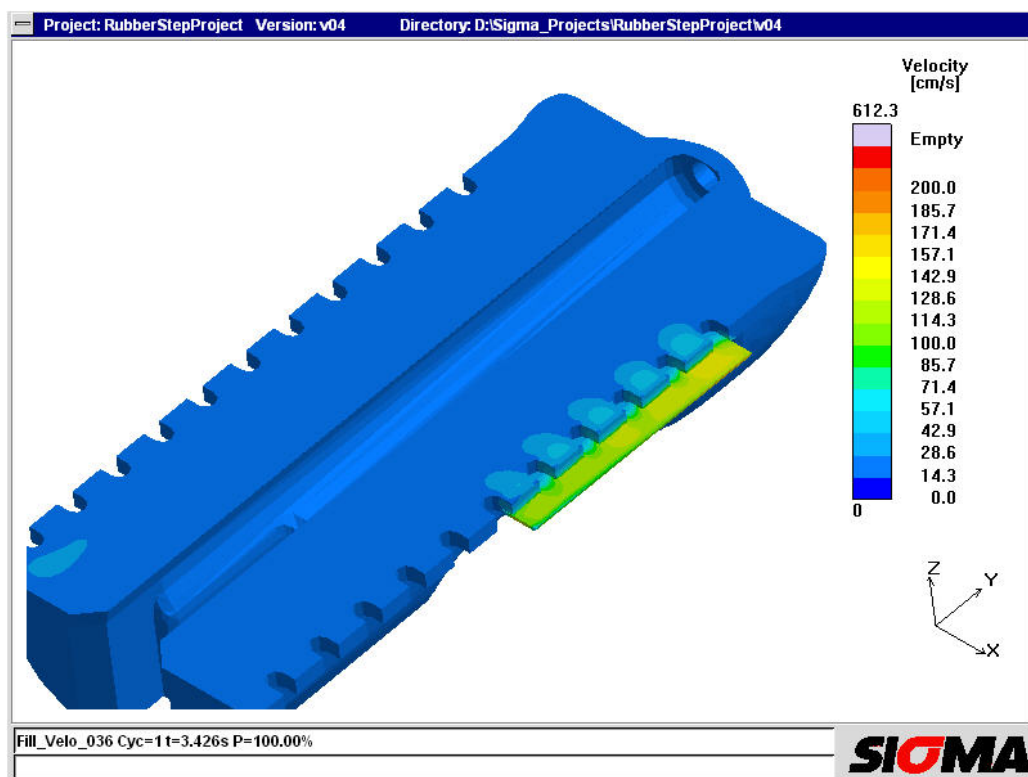 Project: RubberStepProject Version: v04 Directory: D:\Sigma_Projects\RubberStepProject\v04
Velocity
[cm/s]
612.3
Empty
200.0
185.7
171.4
157.1
142.9
128.6
114.3
100.0
85.7
71.4
57.1
42.9
28.6
14.3
0.0
0
Z
Y
X
Fill_Velo_036 Cyc=1 t=3.426s P=100.00%
SIGMA